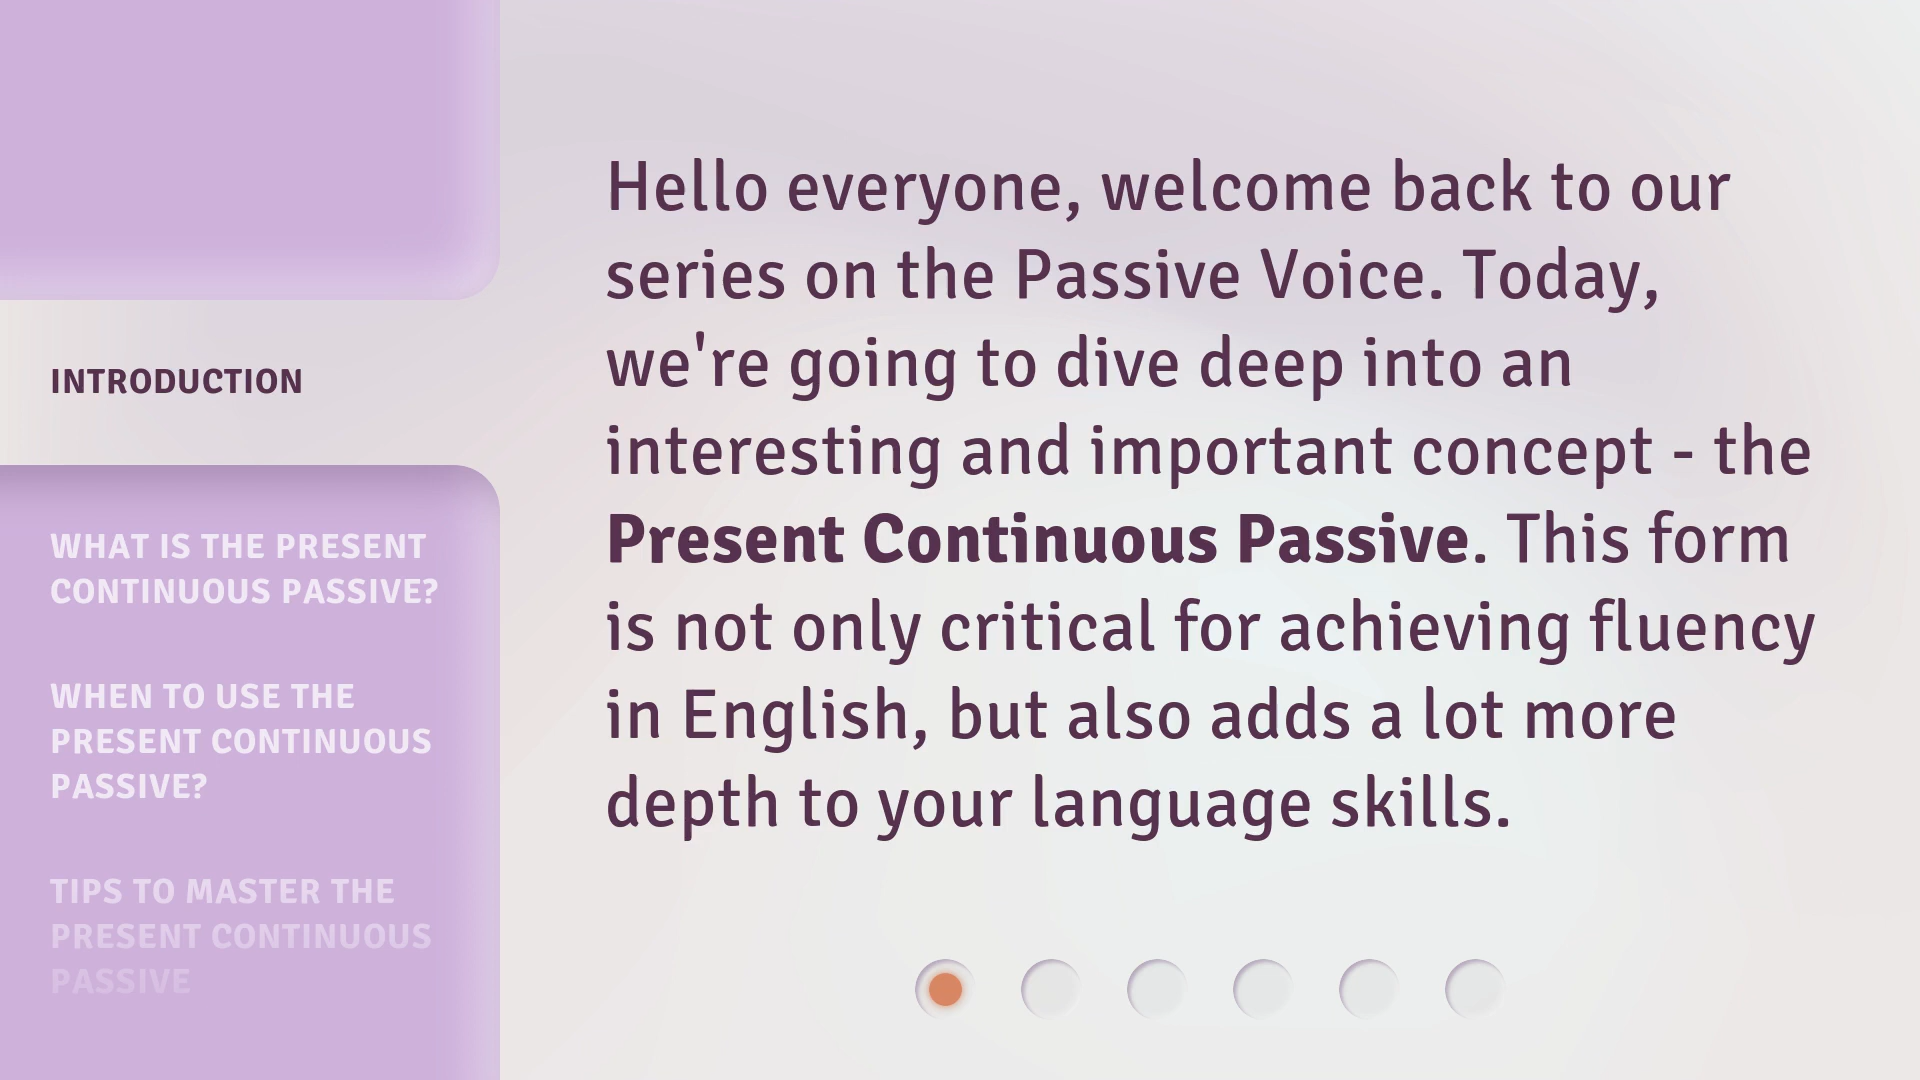 INTRODUCTION
WHAT IS THE PRESENT
CONTINUOUS PASSIVE?
WHEN TO USE THE
PRESENT CONTINUOUS
PASSIVE?
TIPS TO MASTER THE
PRESENT CONTINUOUS
PASSIVE
Hello everyone, welcome back to our
series on the Passive Voice. Today,
we're going to dive deep into an
interesting and important concept - the
Present Continuous Passive. This form
is not only critical for achieving fluency
in English, but also adds a lot more
depth to your language skills.